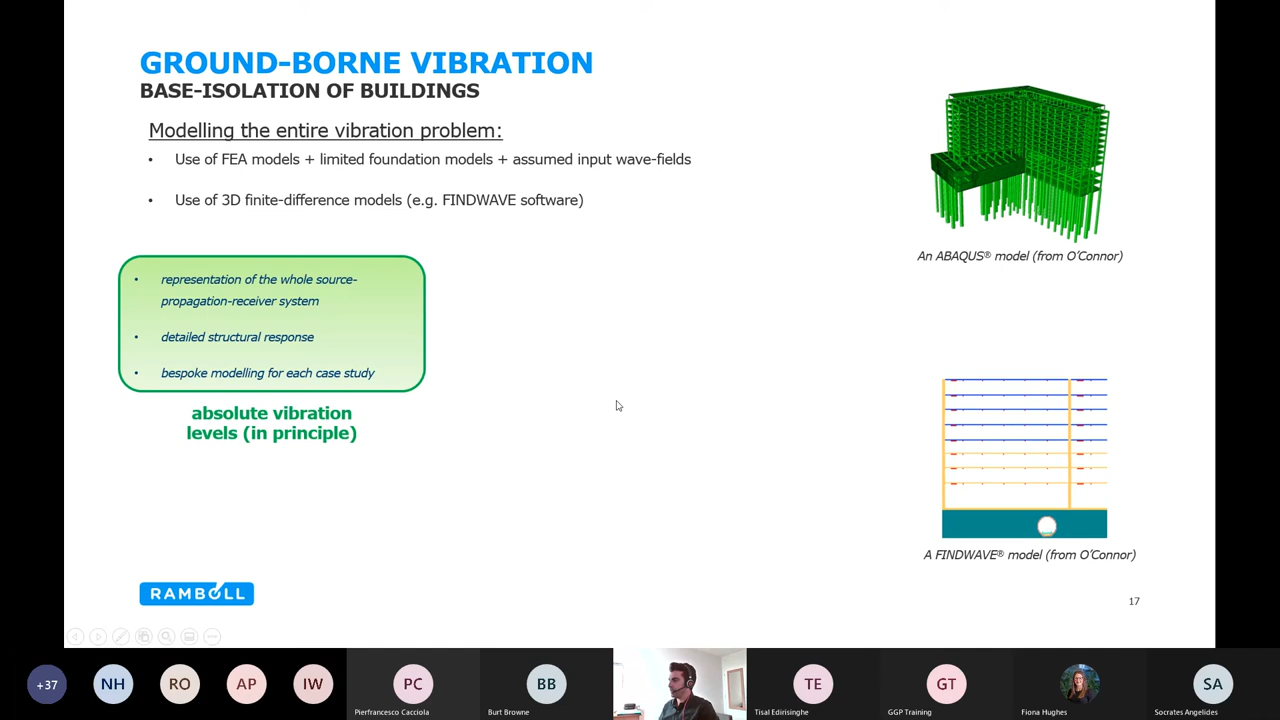 GROUND-BORNE VIBRATION
BASE-ISOLATION OF BUILDINGS
Modelling the entire vibration problem:
• Use of FEA models + limited foundation models + assumed input wave-fields
• Use of 3D finite-difference models (e.g. FINDWAVE software)
• representation of the whole source-
propagation-receiver system
• detailed structural response
• bespoke modelling for each case study
absolute vibration
levels (in principle)
An ABAQUS® model (from O'Connor)
A FINDWAVE® model (from O'Connor)
RAMBOLL
17
+37
NH
RO
AP
IW
PC
Pierfrancesco Cacciola
BB
Burt Browne
TE
Tisal Edirisinghe
GT
GGP Training
Fiona Hughes
SA
Socrates Angelides